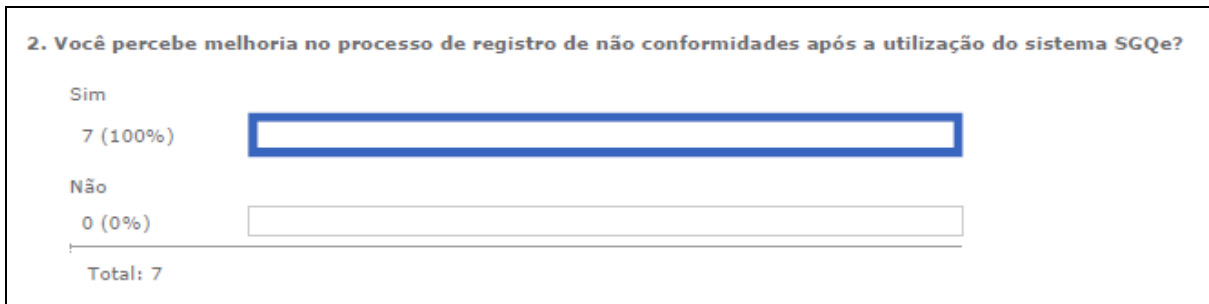 2. Você percebe melhoria no processo de registro de não conformidades após a utilização do sistema SGQe?
Sim
7 (100%)
Não
0 (0%)
Total: 7